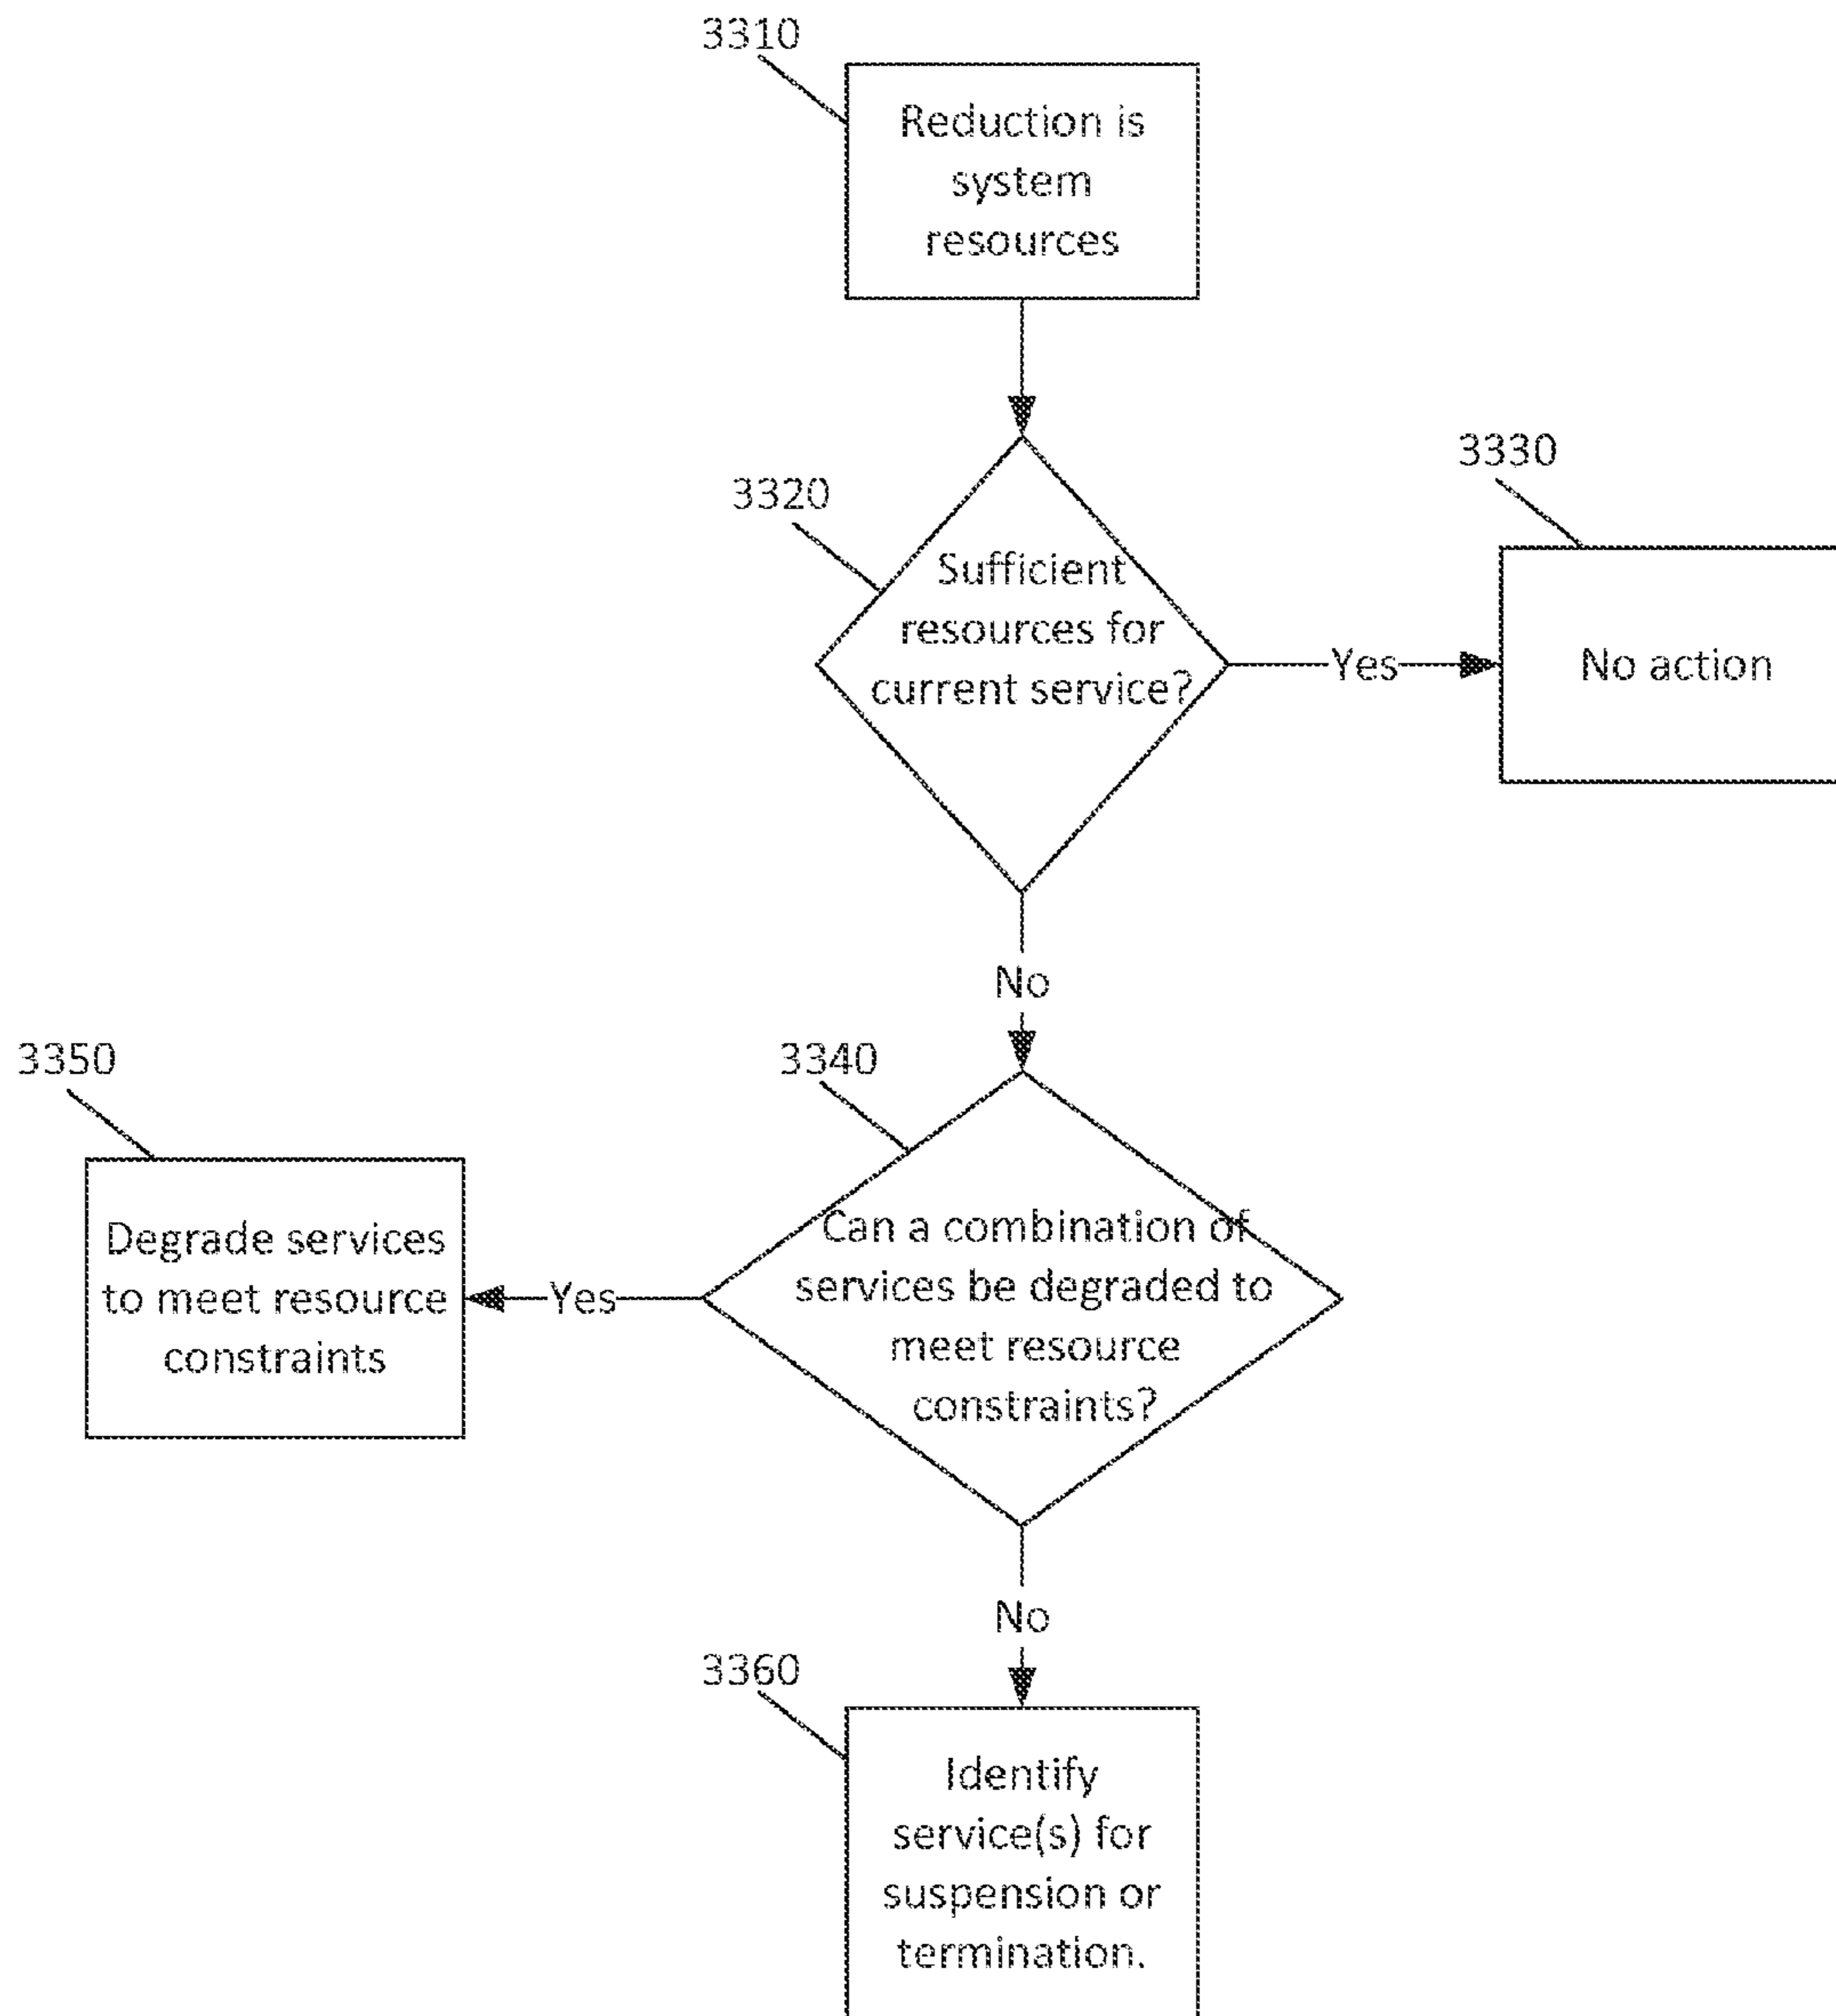 3310
Reduction is
system
resources
3320
Sufficient
resources for
current service?
Yes
3330
No action
No
3340
Can a combination of
services be degraded to
meet resource
constraints?
Yes
3350
Degrade services
to meet resource
constraints
No
3360
Identify
service(s) for
suspension or
termination.